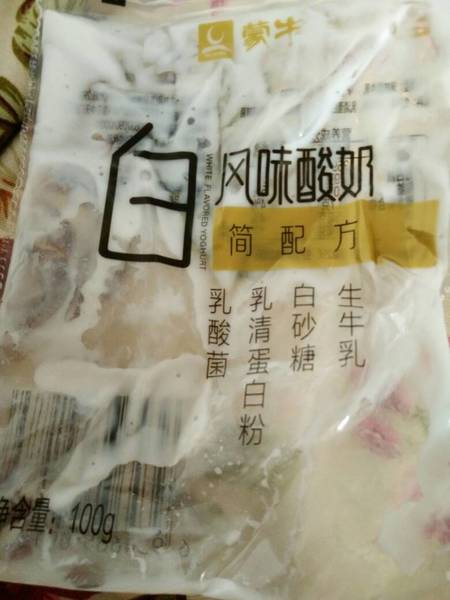 蒙牛
白
风味酸奶
WHITE FLAVORED YOGHURT
简配方
生牛乳
白砂糖
乳清蛋白粉
乳酸菌
净含量：100g